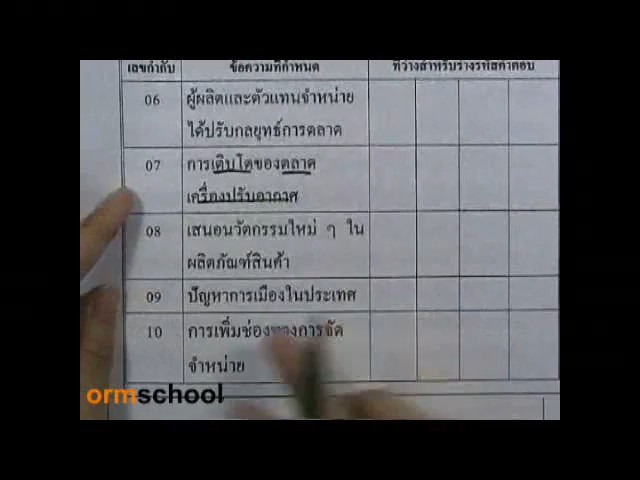 เลขกำกับ ข้อความที่กำหนด ที่ว่างสำหรับร่างรหัสคำตอบ
06 ผู้ผลิตและตัวแทนจำหน่าย
ได้ปรับกลยุทธ์การตลาด
07 การเติบโตของตลาด
เครื่องปรับอากาศ
08 เสนอนวัตกรรมใหม่ ๆ ใน
ผลิตภัณฑ์สินค้า
09 ปัญหาการเมืองในประเทศ
10 การเพิ่มช่องทางการจัด
จำหน่าย
ormschool